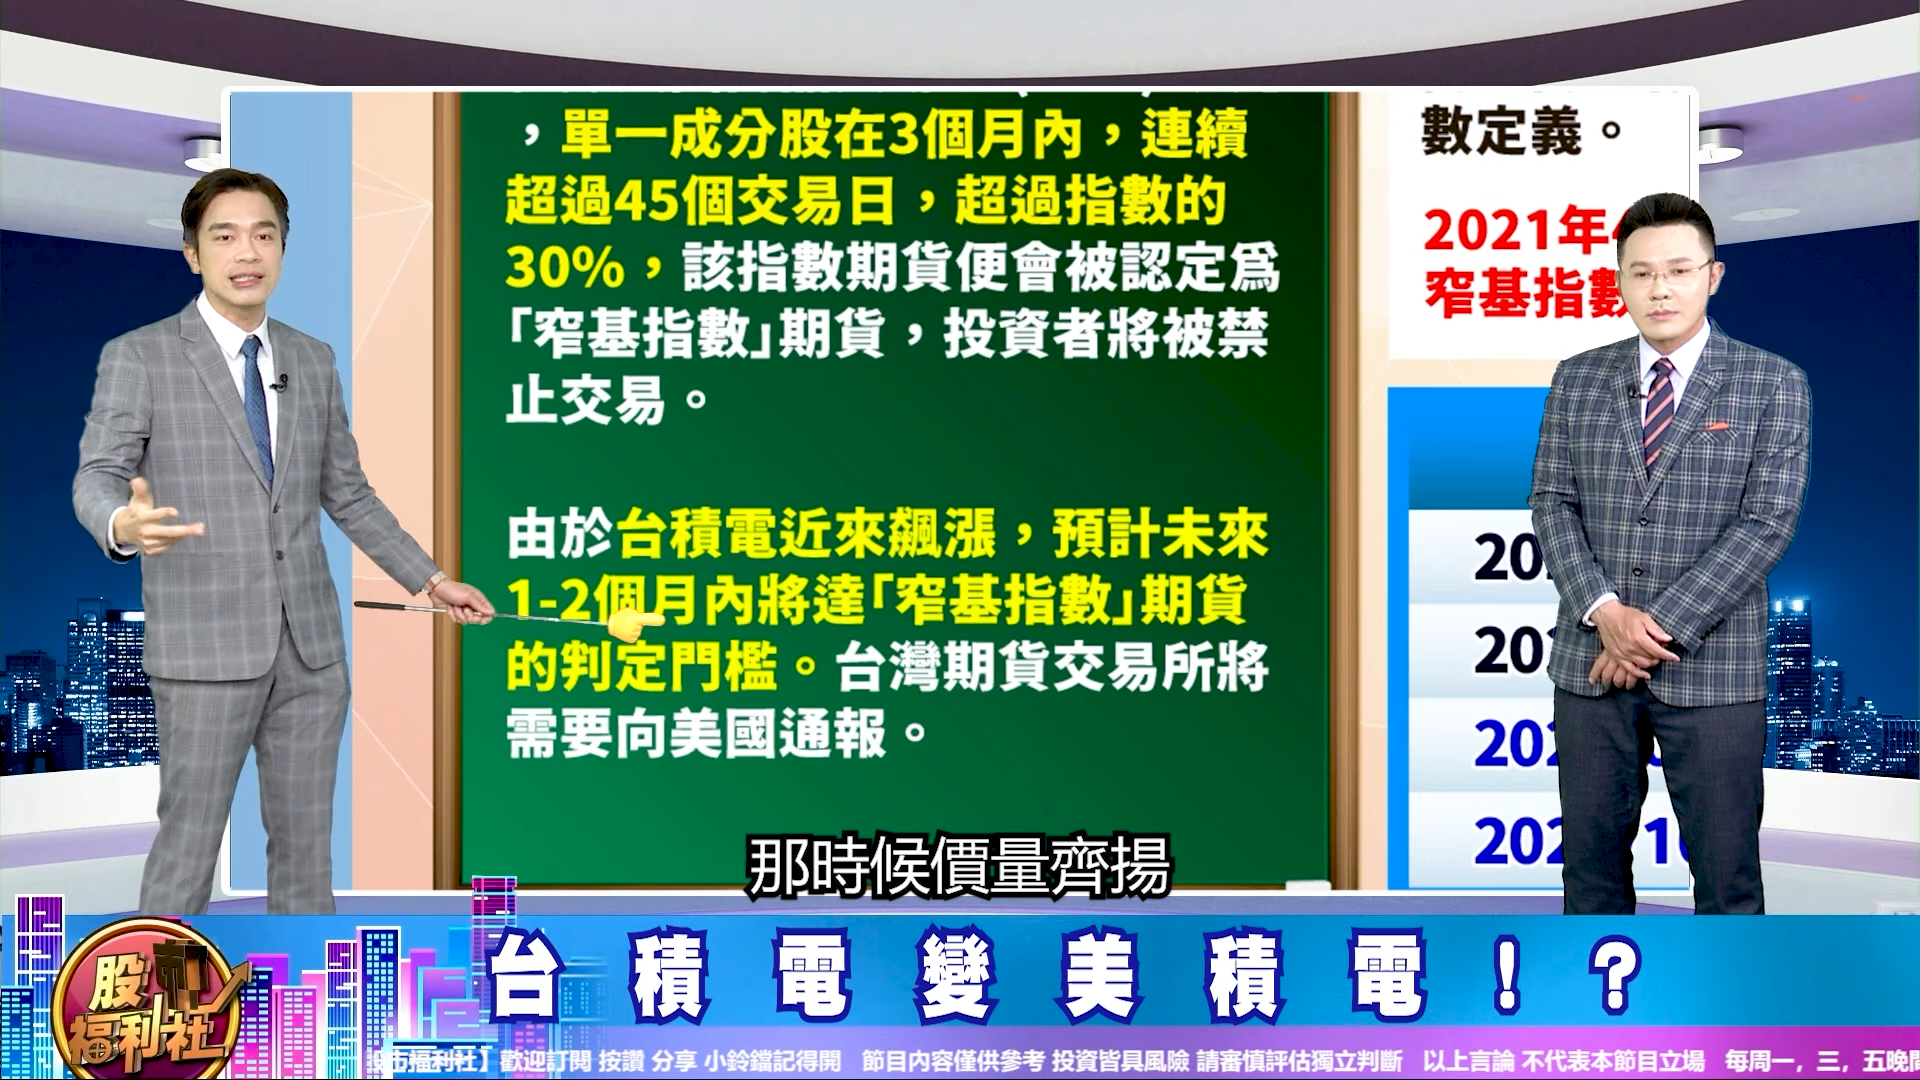 ，單一成分股在3個月內，連續
超過45個交易日，超過指數的
30%，該指數期貨便會被認定爲
「窄基指數」期貨，投資者將被禁
止交易。
由於台積電近來飆漲，預計未來
1-2個月內將達「窄基指數」期貨
的判定門檻。台灣期貨交易所將
需要向美國通報。
數定義。
2021年
窄基指數
那時候價量齊揚
台積電變美積電！？
股市
福利社
市福利社】歡迎訂閱 按讚 分享 小鈴鐺記得開 節目內容僅供參考 投資皆具風險 請審慎評估獨立判斷 以上言論 不代表本節目立場 每周一，三，五晚間